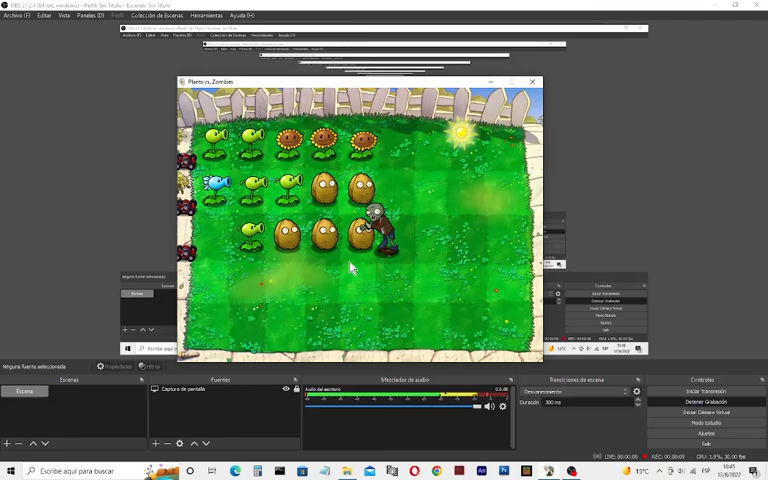 OBS 27.2.4 (64-bit, windows) - Perfil: Sin Título - Escenas: Sin Título
Archivo (F) Editar Vista Paneles (D) Perfil Colección de Escenas Herramientas Ayuda (H)
Plants vs. Zombies
Ninguna fuente seleccionada Propiedades Filtros
Escenas Fuentes Mezclador de audio Transiciones de escena Controles
Escena
Captura de pantalla
Audio del escritorio 0.0 dB
Desvanecimiento
Duración 300 ms
Iniciar Transmisión
Detener Grabación
Iniciar Cámara Virtual
Modo Estudio
Ajustes
Salir
LIVE: 00:00:00 REC: 00:00:09 CPU: 1.9%, 30.00 fps
Escribe aquí para buscar
15°C ESP 18:45
12/6/2022